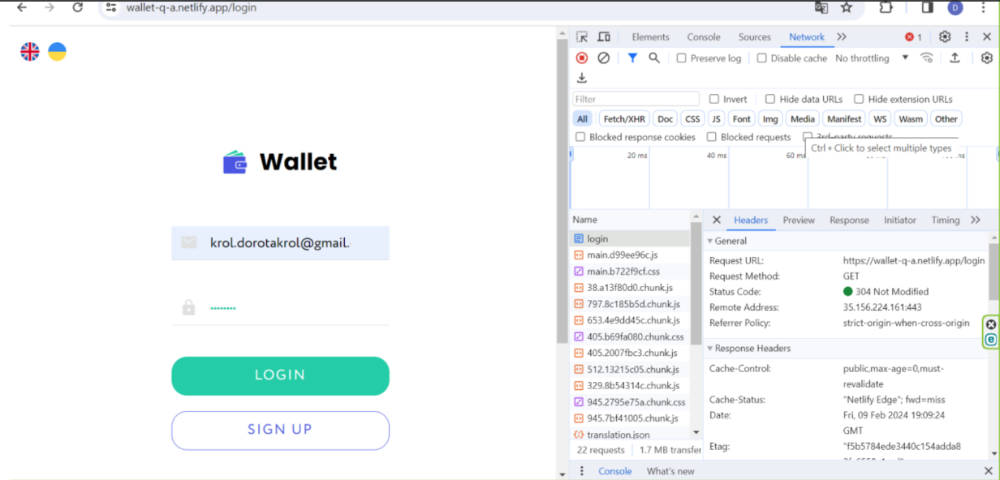 wallet-q-a.netlify.app/login
D
Wallet
krol.dorotakrol@gmail.
LOGIN
SIGN UP
Elements Console Sources Network 1
Preserve log Disable cache No throttling
Filter Invert Hide data URLs Hide extension URLs
All Fetch/XHR Doc CSS JS Font Img Media Manifest WS Wasm Other
Blocked response cookies Blocked requests 3rd-party requests
Ctrl + Click to select multiple types
20 ms 40 ms 60 ms
Name
login
main.d99ee96c.js
main.b722f9cf.css
38.a13f80d0.chunk.js
797.8c185b5d.chunk.js
653.4e9dd45c.chunk.js
405.b69fa080.chunk.css
405.2007fbc3.chunk.js
512.13215c05.chunk.js
329.8b54314c.chunk.js
945.2795e75a.chunk.css
945.7bf41005.chunk.js
translation.json
22 requests 1.7 MB transfer
Headers Preview Response Initiator Timing
General
Request URL: https://wallet-q-a.netlify.app/login
Request Method: GET
Status Code: 304 Not Modified
Remote Address: 35.156.224.161:443
Referrer Policy: strict-origin-when-cross-origin
Response Headers
Cache-Control: public,max-age=0,must-
revalidate
Cache-Status: "Netlify Edge"; fwd=miss
Date: Fri, 09 Feb 2024 19:09:24
GMT
Etag: "f5b5784ede3440c154adda8
Console What's new